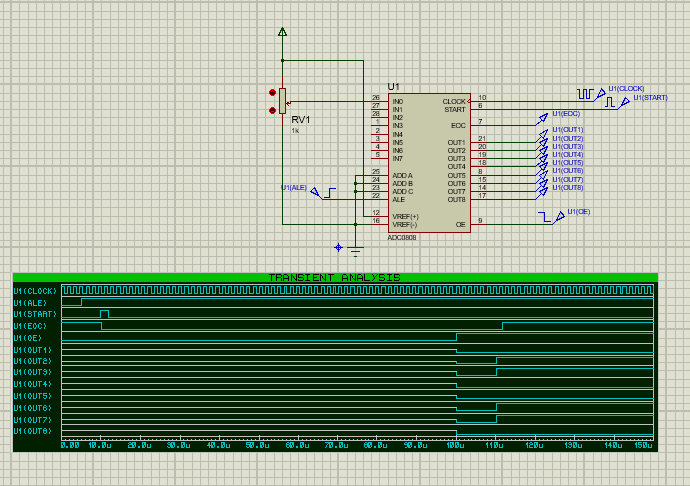 U1
RV1
1k
26 IN0
27 IN1
28 IN2
1 IN3
2 IN4
3 IN5
4 IN6
5 IN7
25 ADD A
24 ADD B
23 ADD C
22 ALE
12 VREF(+)
16 VREF(-)
CLOCK 10
START 6
EOC 7
OUT1 21
OUT2 20
OUT3 19
OUT4 18
OUT5 8
OUT6 15
OUT7 14
OUT8 17
OE 9
ADC0808
U1(ALE)
U1(CLOCK)
U1(START)
U1(EOC)
U1(OUT1)
U1(OUT2)
U1(OUT3)
U1(OUT4)
U1(OUT5)
U1(OUT6)
U1(OUT7)
U1(OUT8)
U1(OE)
TRANSIENT ANALYSIS
U1(CLOCK)
U1(ALE)
U1(START)
U1(EOC)
U1(OE)
U1(OUT1)
U1(OUT2)
U1(OUT3)
U1(OUT4)
U1(OUT5)
U1(OUT6)
U1(OUT7)
U1(OUT8)
0.00 10.0u 20.0u 30.0u 40.0u 50.0u 60.0u 70.0u 80.0u 90.0u 100u 110u 120u 130u 140u 150u